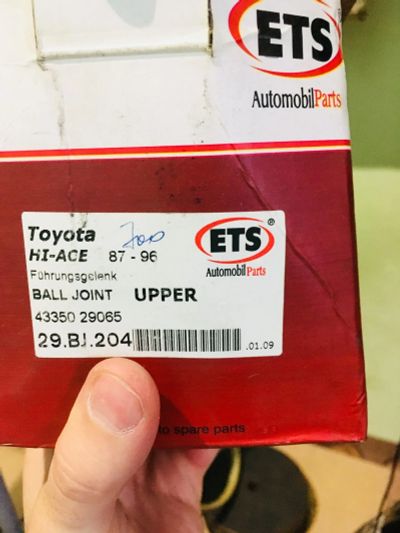 ETS
®
AutomobilParts
Toyota 700
HI-ACE 87 - 96
Führungsgelenk
BALL JOINT UPPER
43350 29065
29.BJ.204
ETS ®
AutomobilParts
.01.09
to spare parts